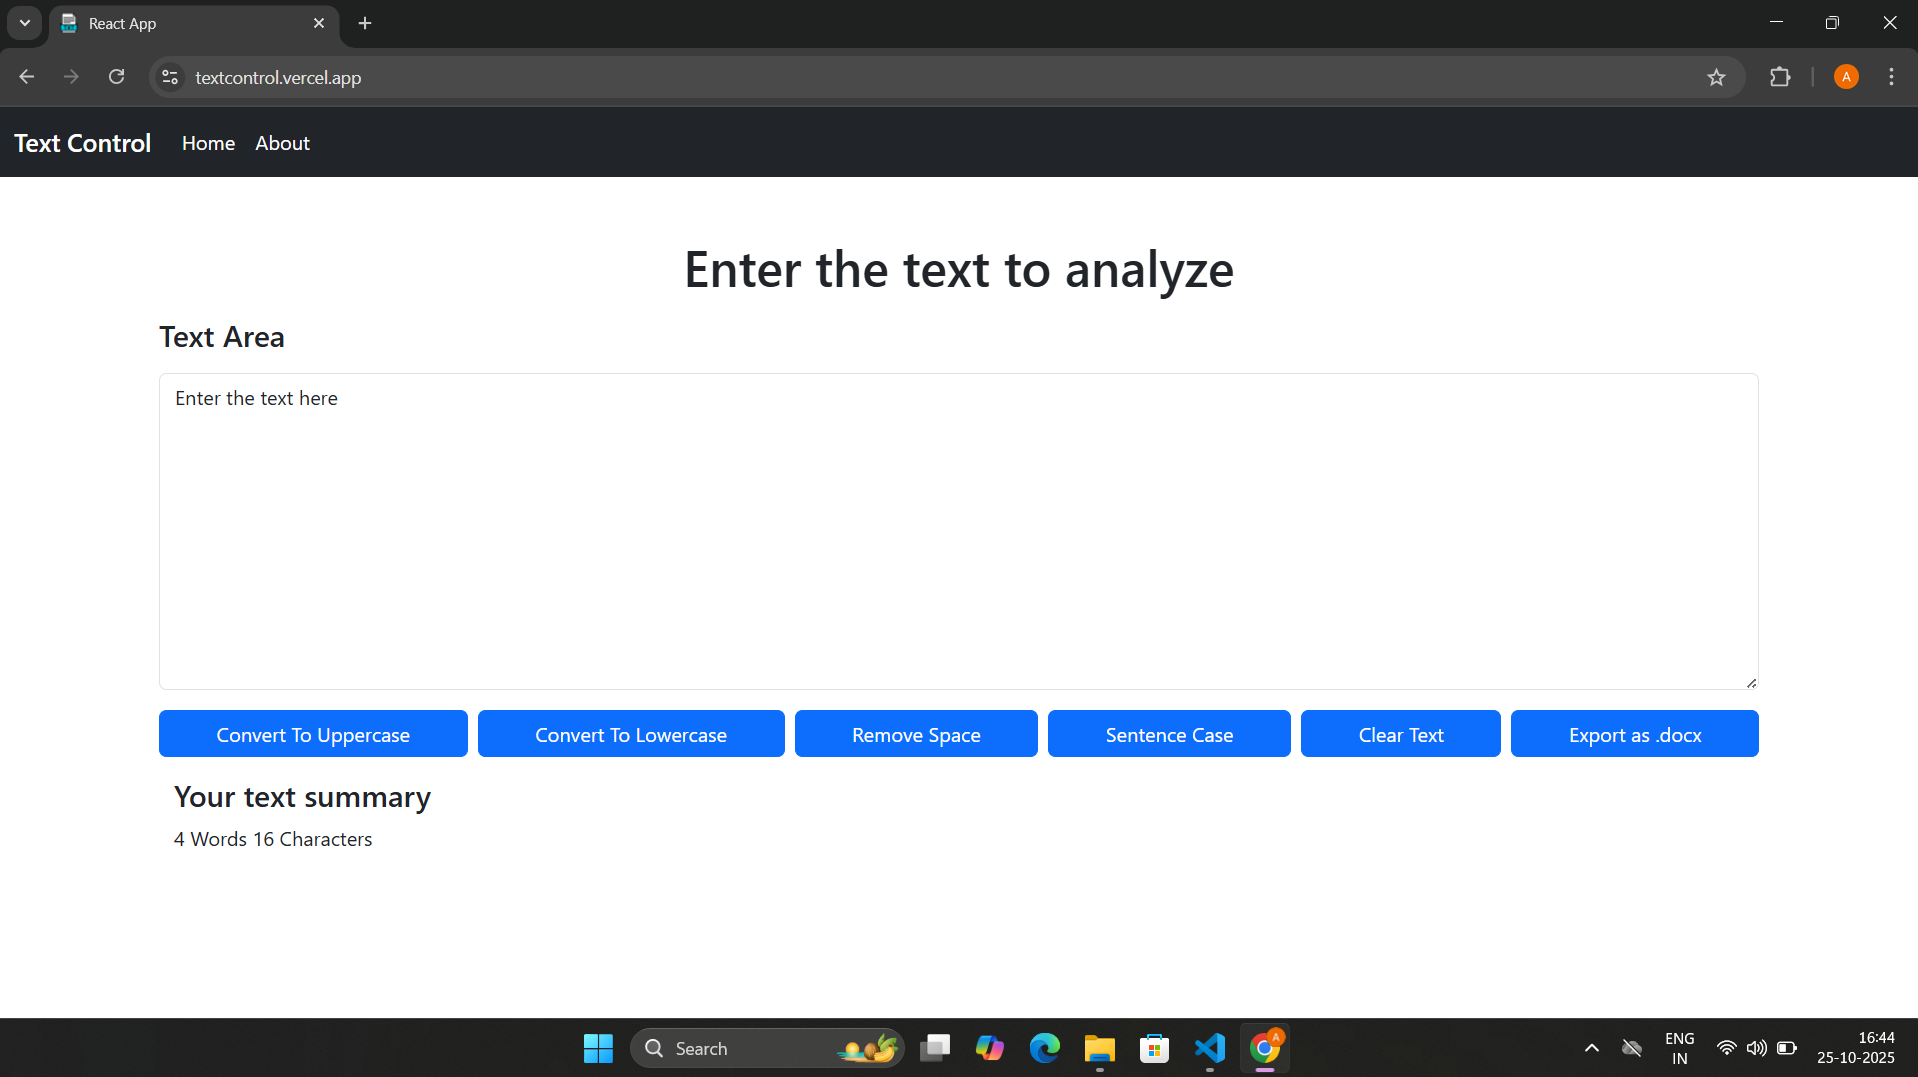 React App
textcontrol.vercel.app
A
Text Control Home About
Enter the text to analyze
Text Area
Enter the text here
Convert To Uppercase Convert To Lowercase Remove Space Sentence Case Clear Text Export as .docx
Your text summary
4 Words 16 Characters
Search
A
ENG
IN
16:44
25-10-2025